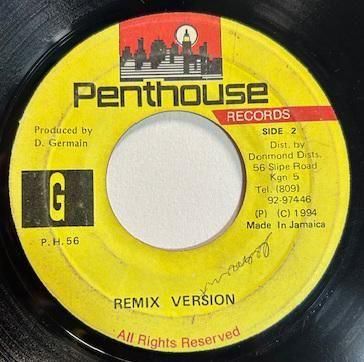 Penthouse
RECORDS
Produced by
D. Germain
SIDE 2
Dist. by
Donmond Dists.
56 Slipe Road
Kgn 5
Tel. (809)
92-97446
(P) (C) 1994
Made In Jamaica
G
P.H.56
REMIX VERSION
All Rights Reserved